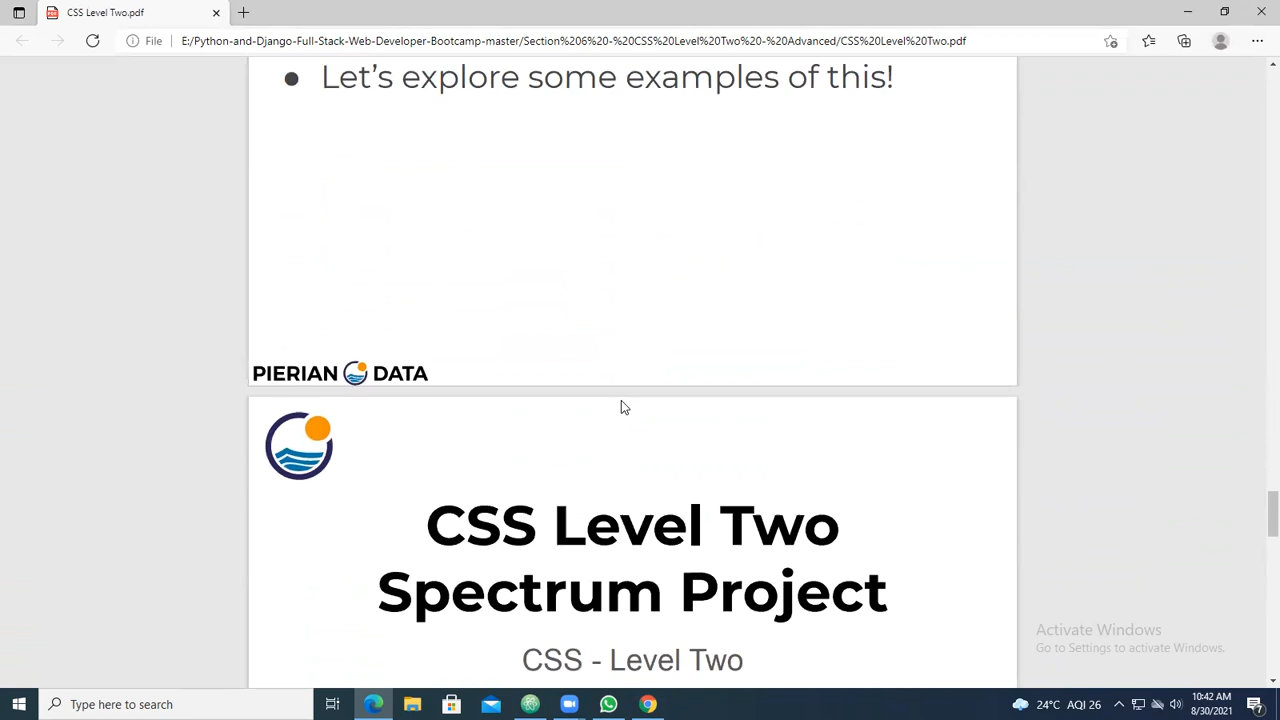 CSS Level Two.pdf
File
E:/Python-and-Django-Full-Stack-Web-Developer-Bootcamp-master/Section%206%20-%20CSS%20Level%20Two%20-%20Advanced/CSS%20Level%20Two.pdf
● Let’s explore some examples of this!
PIERIAN DATA
CSS Level Two
Spectrum Project
CSS - Level Two
Activate Windows
Go to Settings to activate Windows.
Type here to search
24°C AQI 26
10:42 AM
8/30/2021